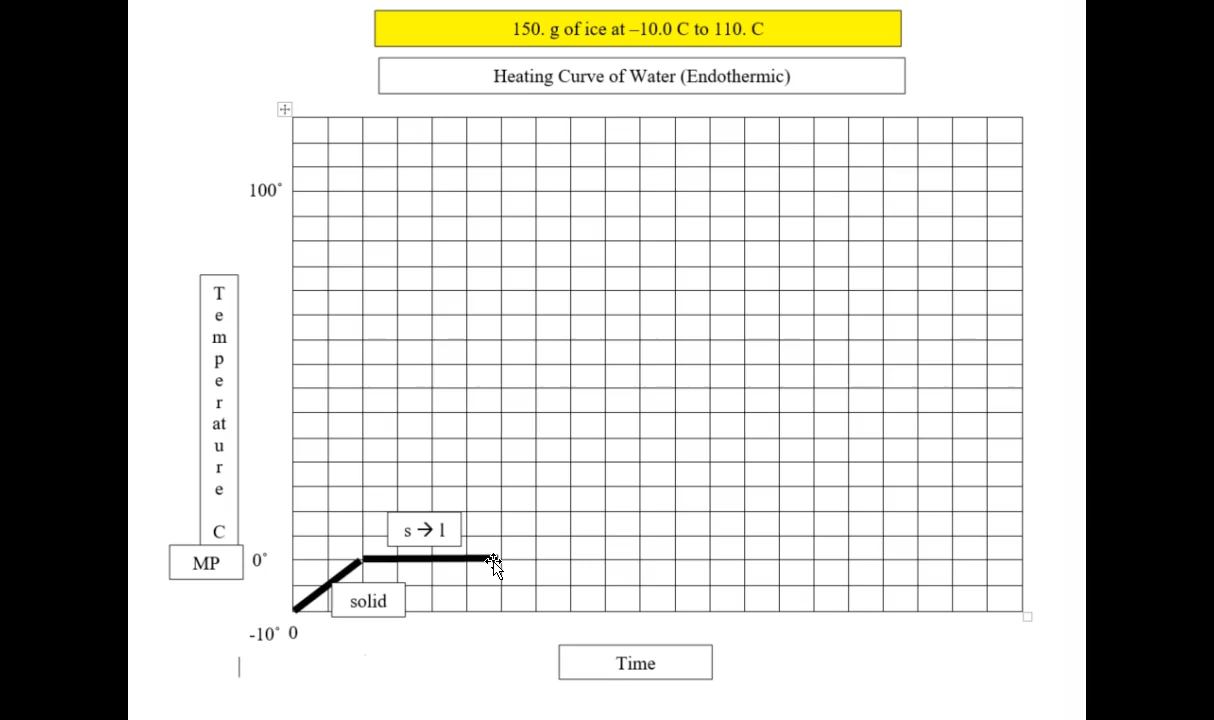 150. g of ice at –10.0 C to 110. C
Heating Curve of Water (Endothermic)
100˚
T
e
m
p
e
r
at
u
r
e
C
s → l
MP
0˚
solid
-10˚ 0
Time